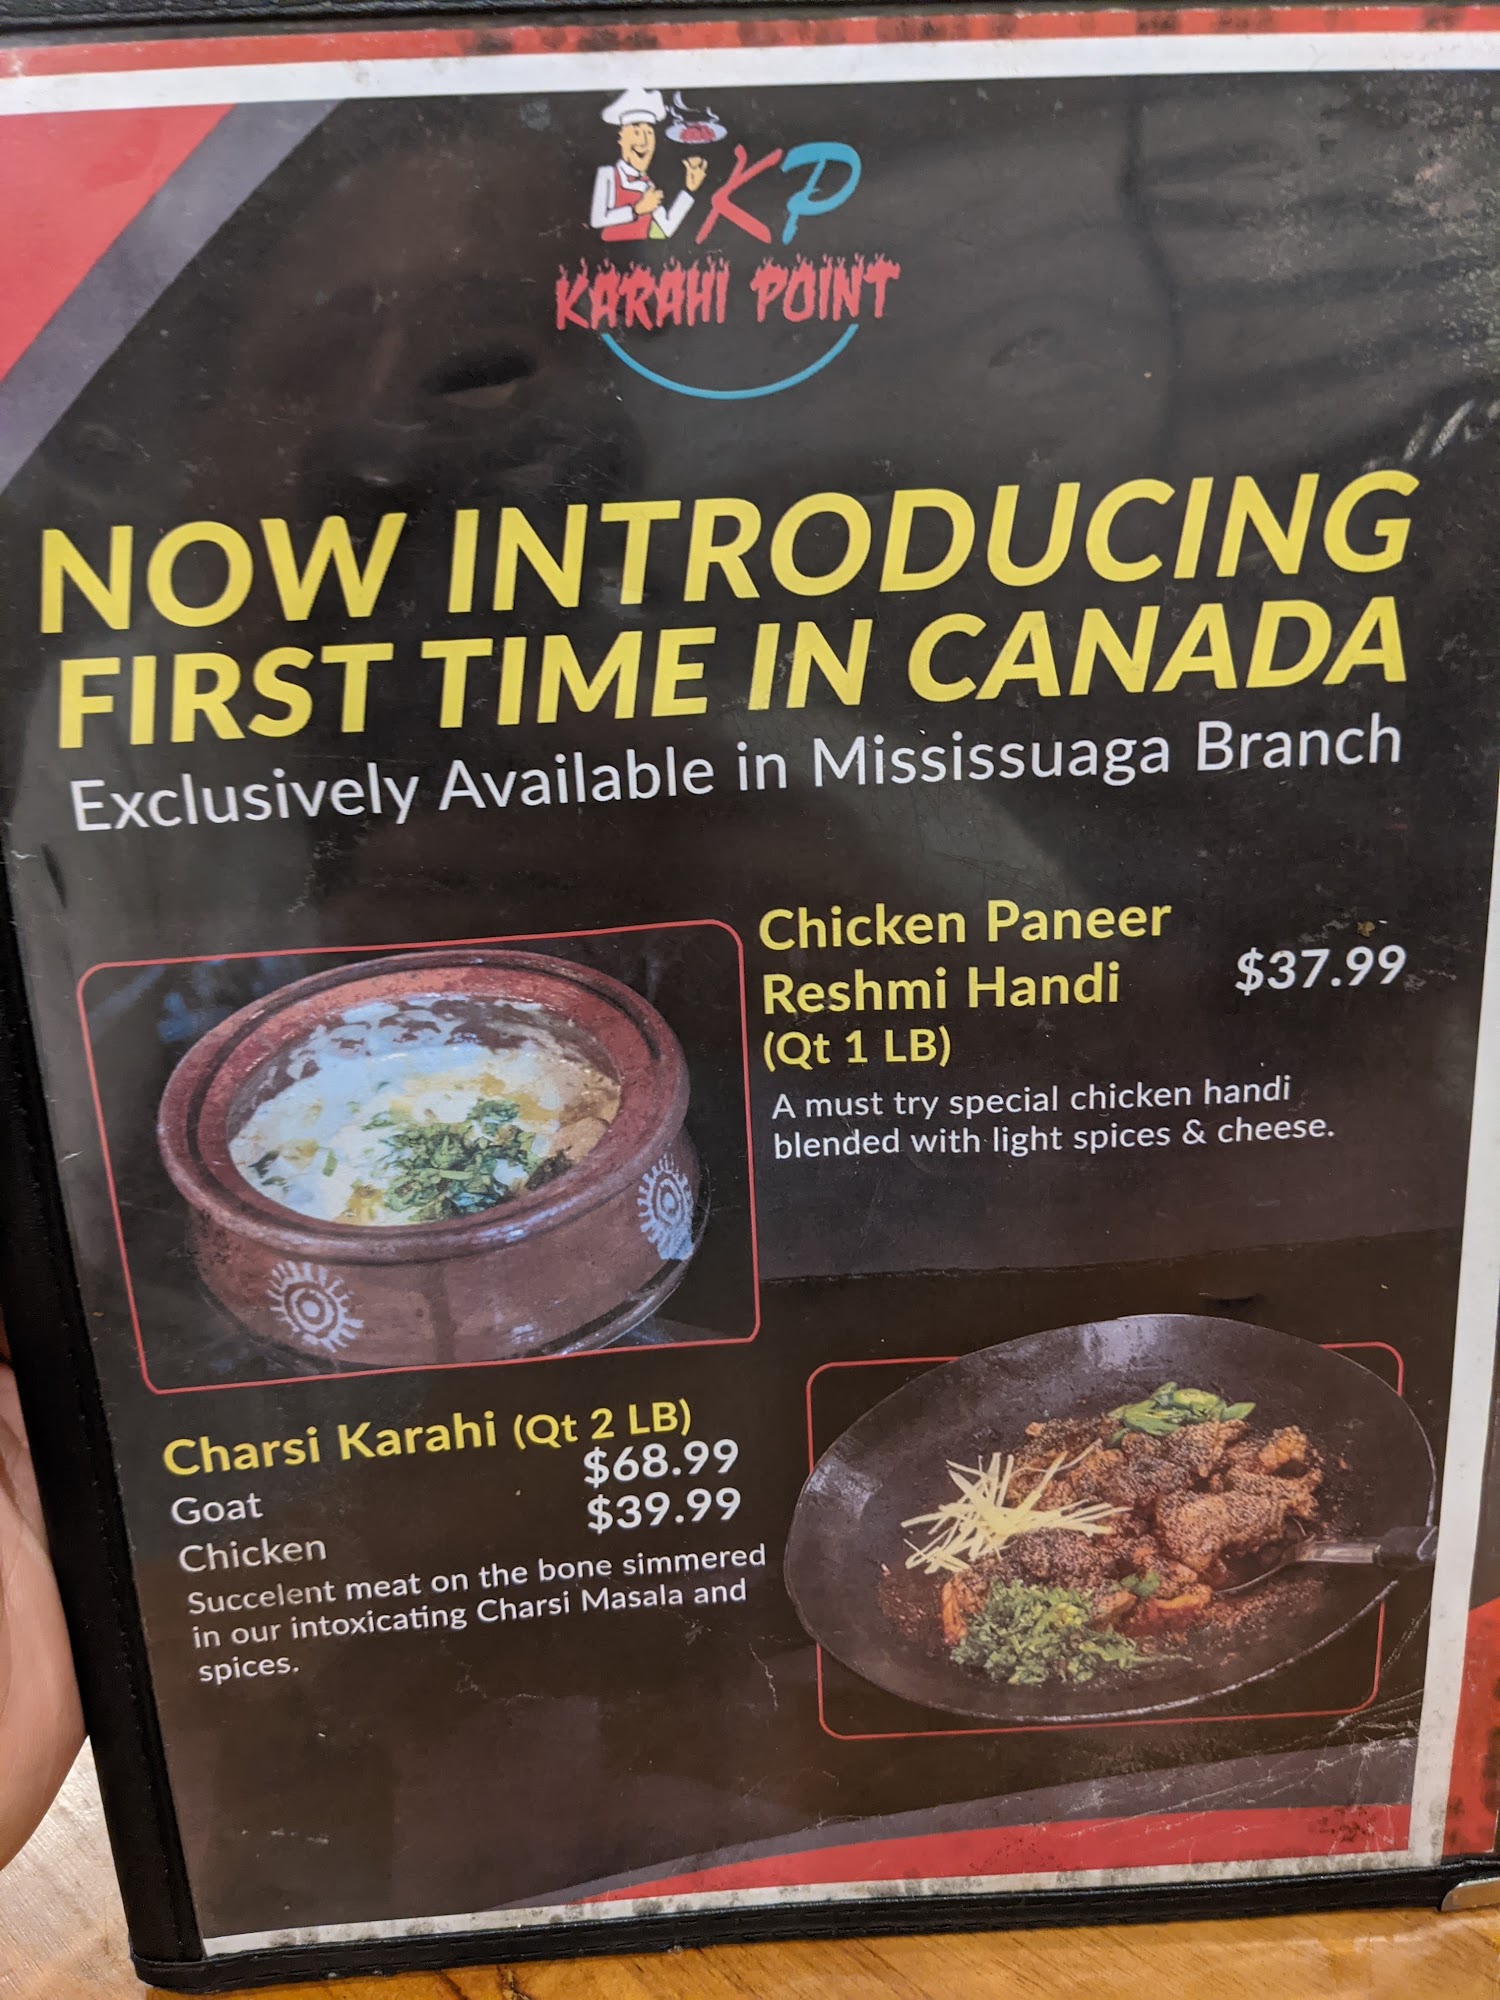 KP
KARAHI POINT
NOW INTRODUCING
FIRST TIME IN CANADA
Exclusively Available in Mississuaga Branch
Chicken Paneer
Reshmi Handi $37.99
(Qt 1 LB)
A must try special chicken handi
blended with light spices & cheese.
Charsi Karahi (Qt 2 LB)
Goat $68.99
Chicken $39.99
Succelent meat on the bone simmered
in our intoxicating Charsi Masala and
spices.